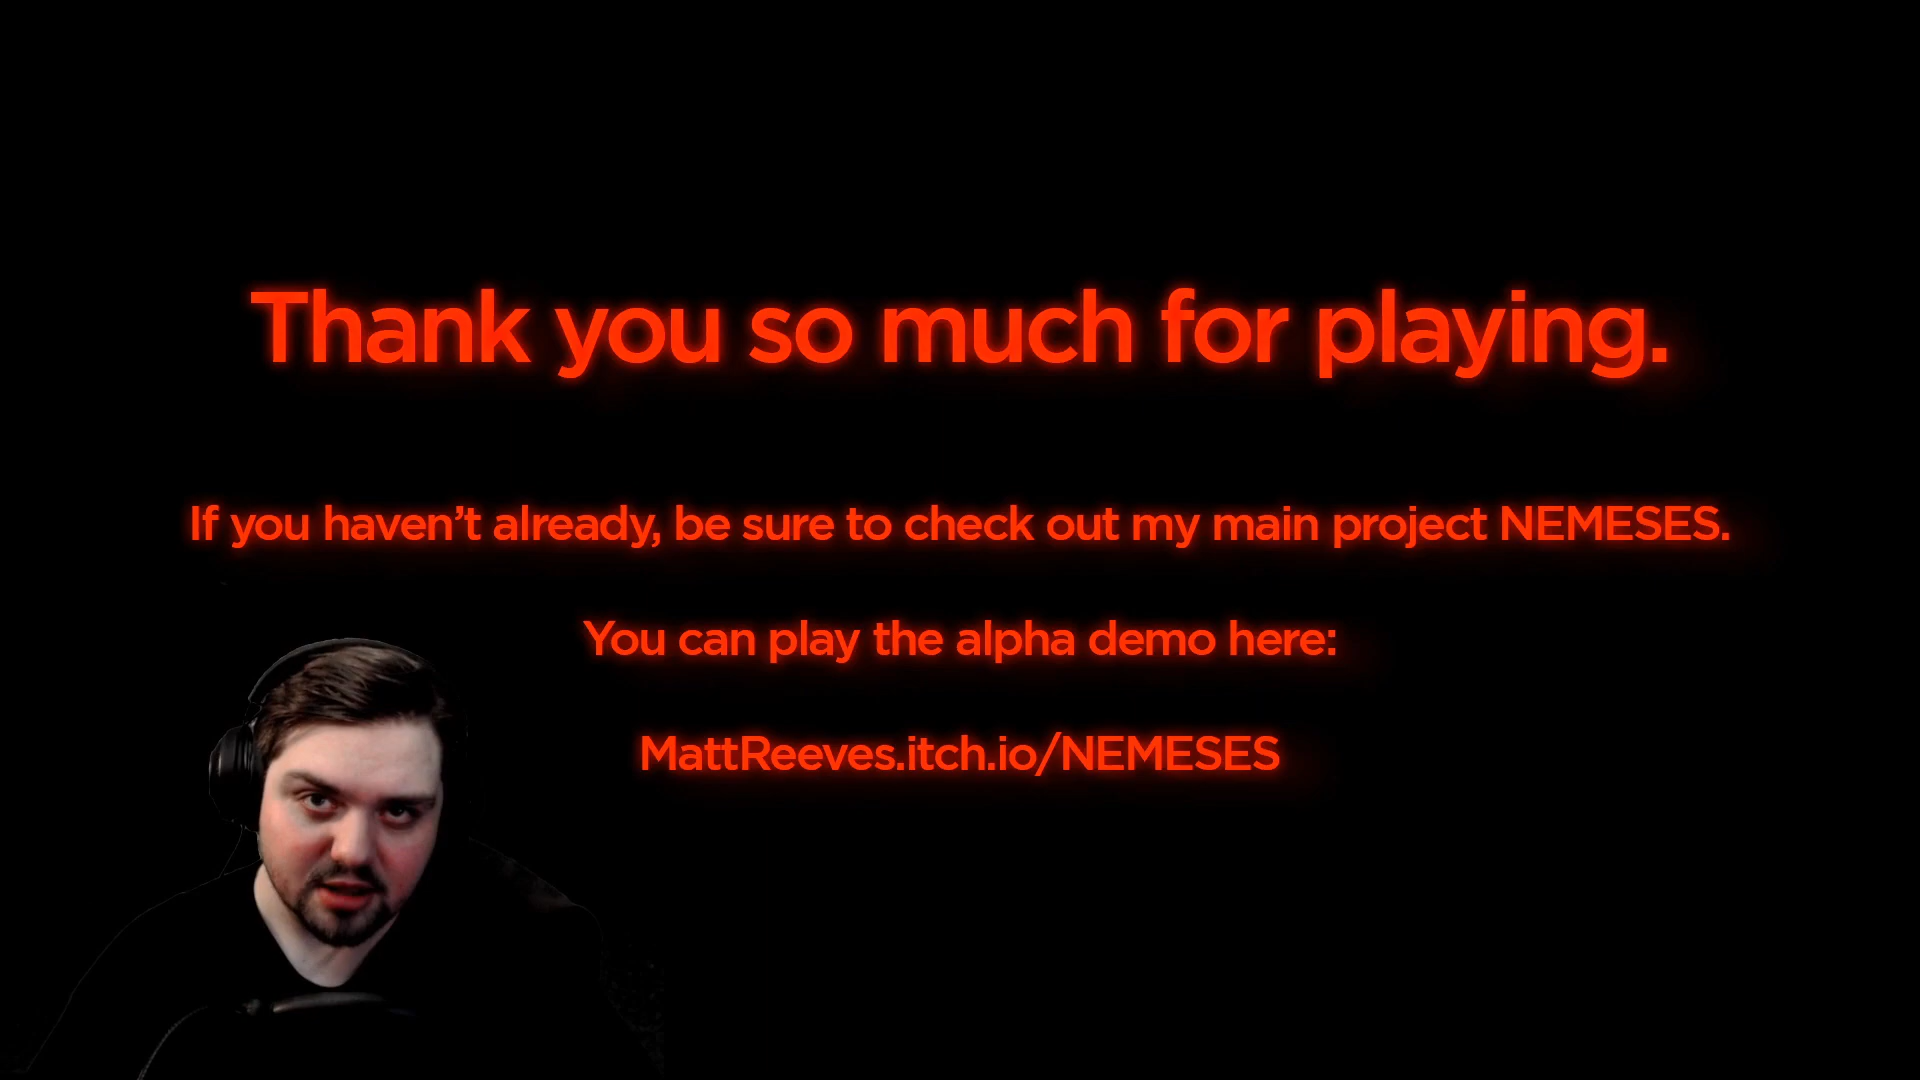 Thank you so much for playing.
If you haven’t already, be sure to check out my main project NEMESES.
You can play the alpha demo here:
MattReeves.itch.io/NEMESES